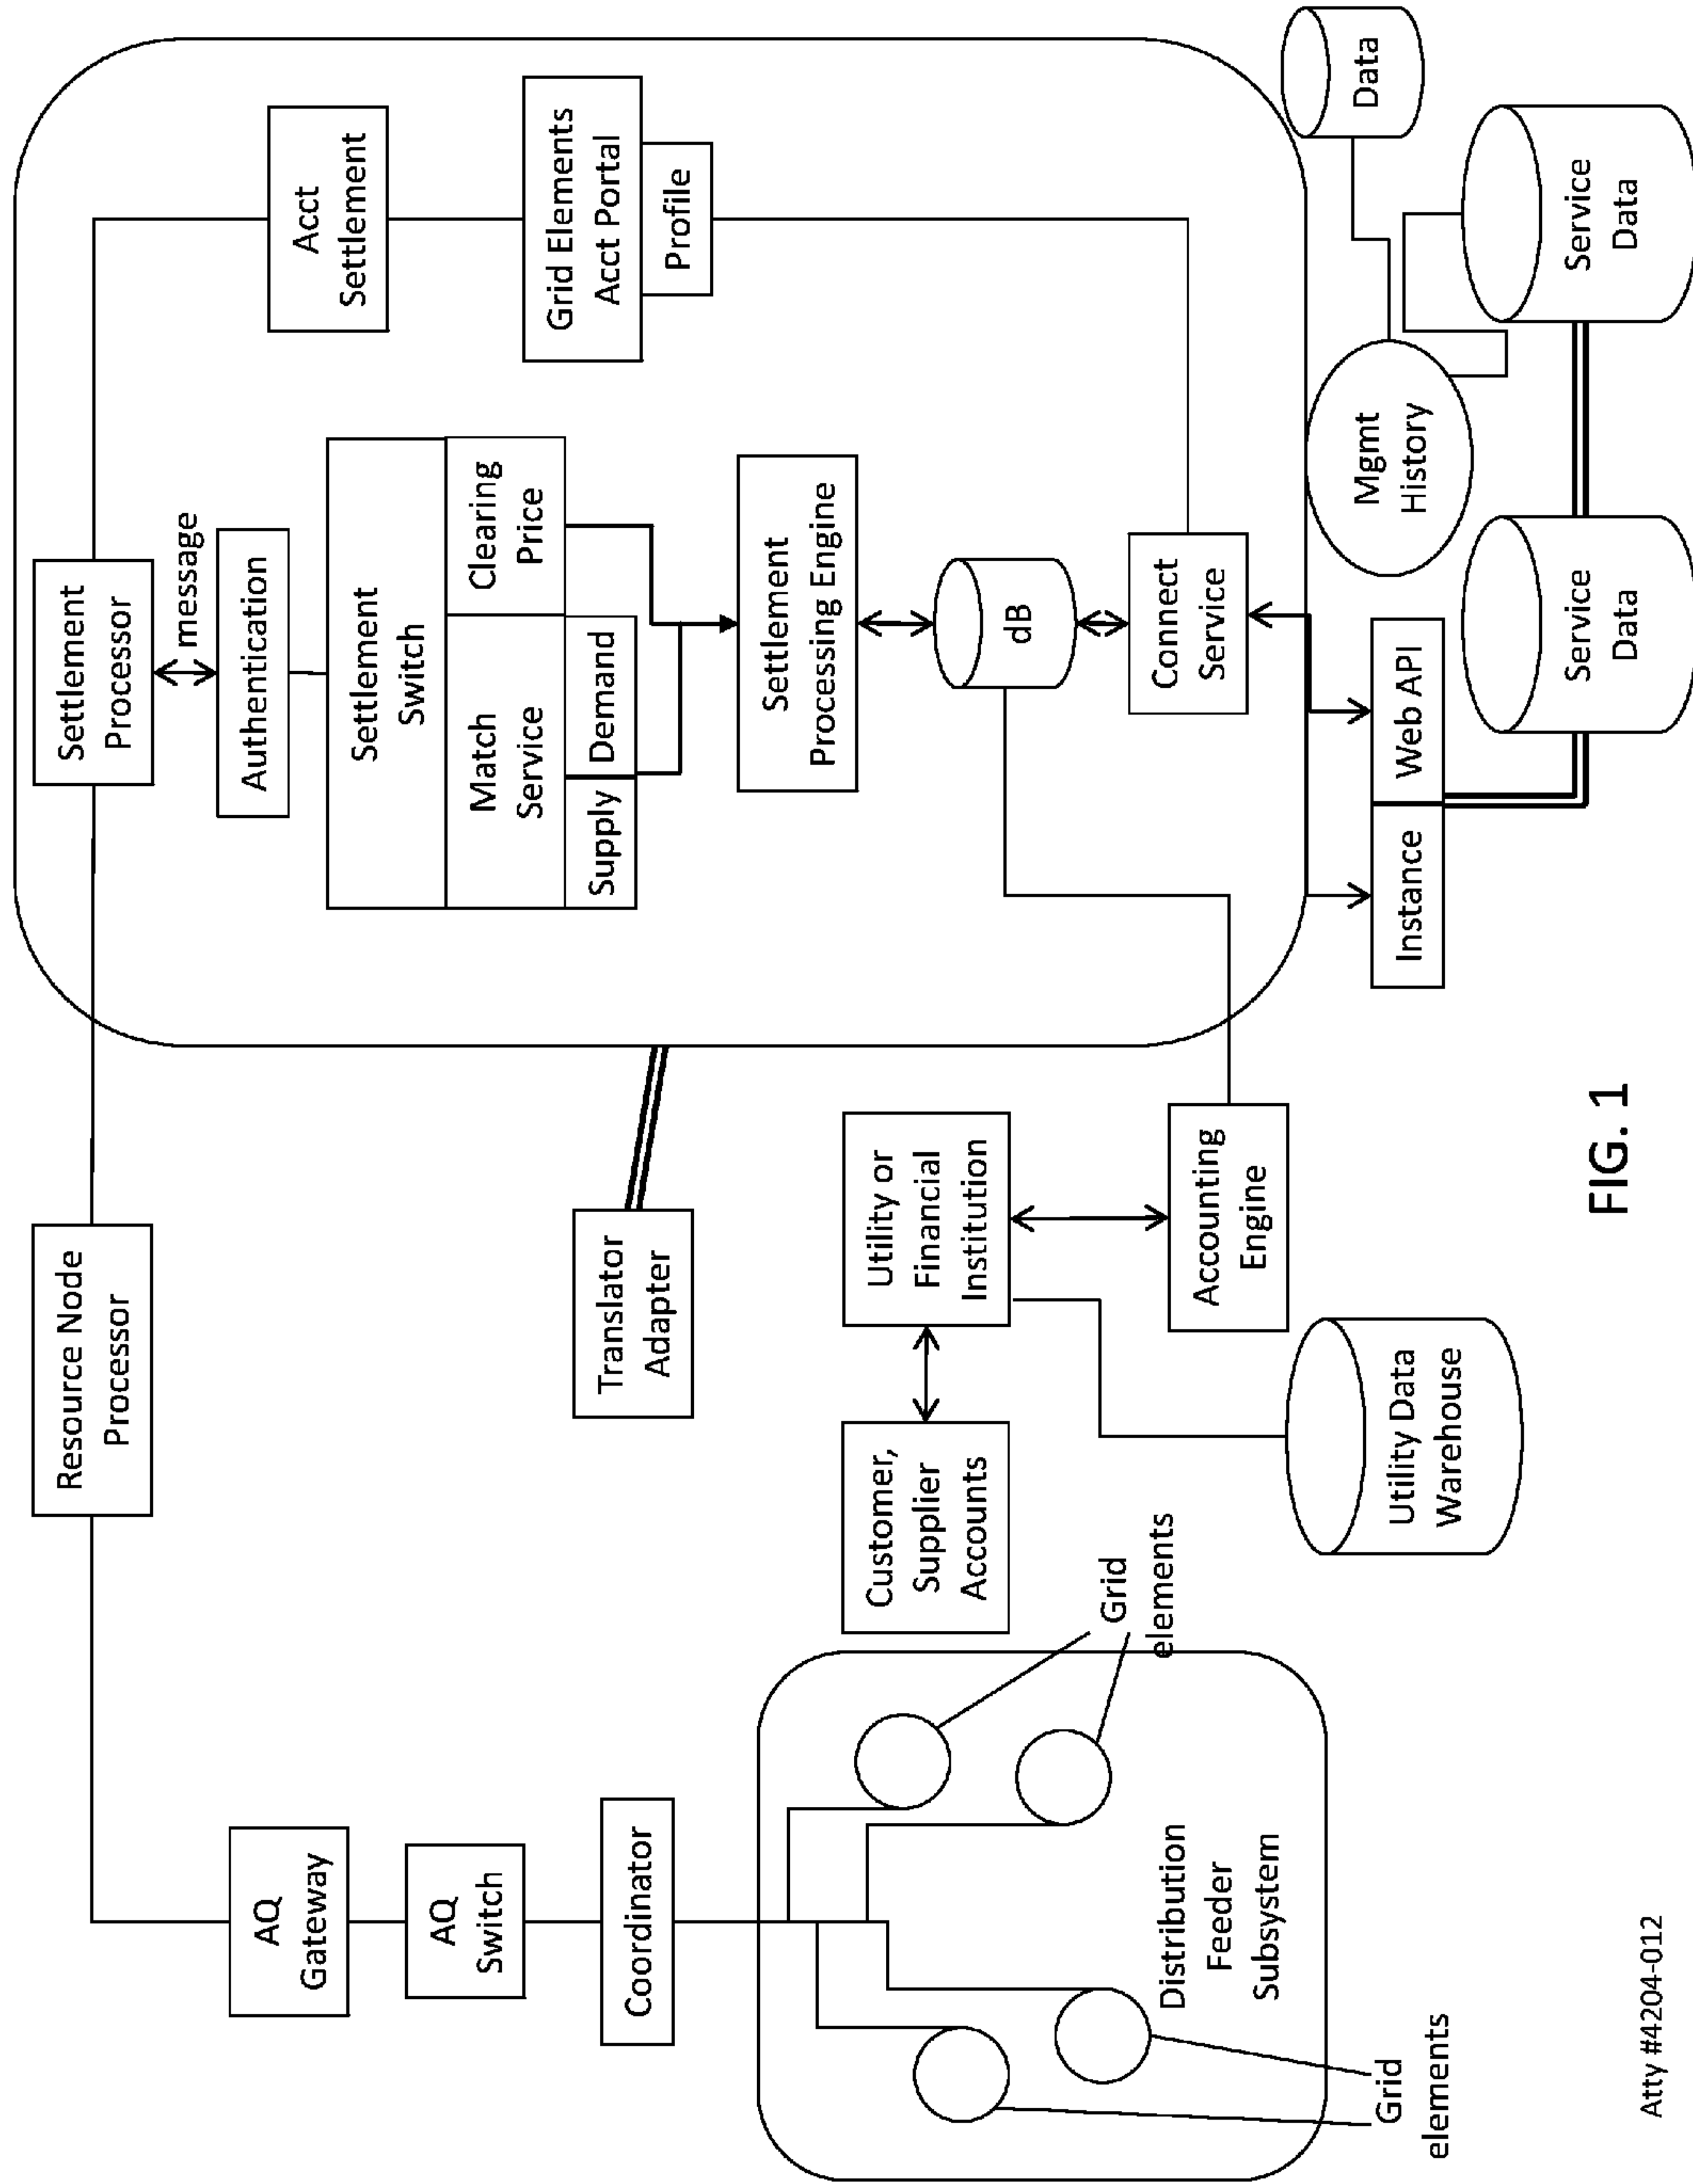 Resource Node
Processor
Settlement
Processor
message
Authentication
Acct
Settlement
AQ
Gateway
AQ
Switch
Coordinator
Settlement
Switch
Match
Service
Clearing
Price
Supply
Demand
Grid Elements
Acct Portal
Profile
Translator
Adapter
Settlement
Processing Engine
dB
Connect
Service
Customer,
Supplier
Accounts
Utility or
Financial
Institution
Accounting
Engine
Utility Data
Warehouse
Grid
elements
Distribution
Feeder
Subsystem
Grid
elements
Instance
Web API
Mgmt
History
Data
Service
Data
Service
Data
FIG. 1
Atty #4204-012